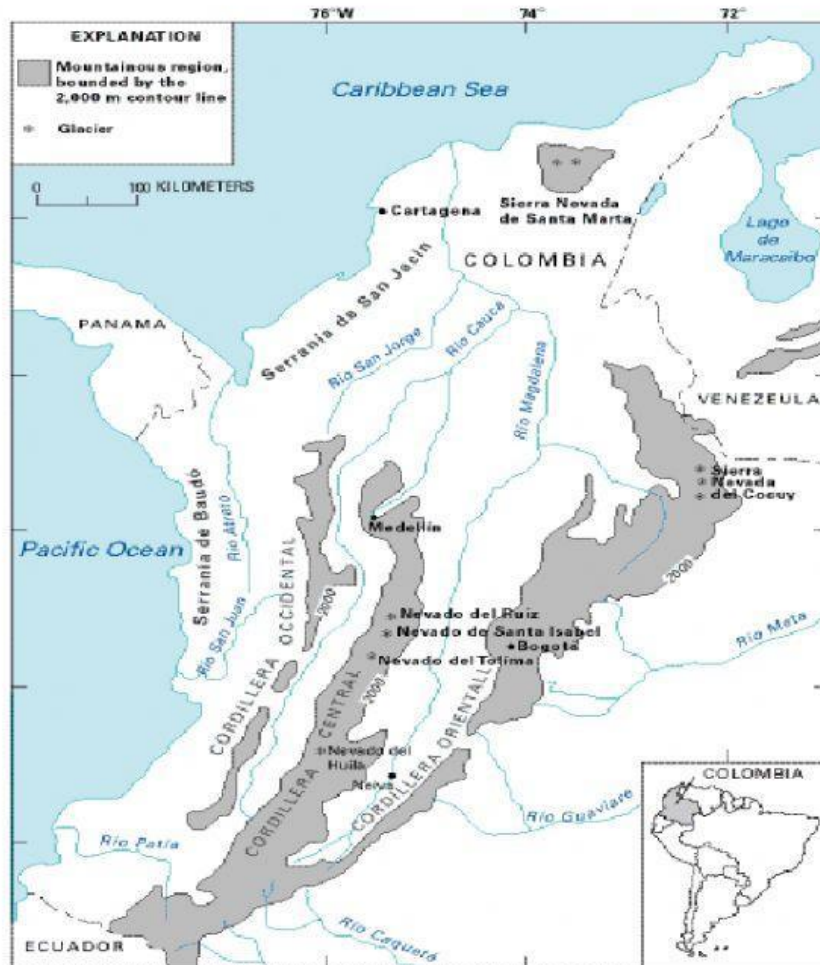 76°W
74°
72°
EXPLANATION
Mountainous region,
bounded by the
2,000 m contour line
Glacier
0 100 KILOMETERS
Caribbean Sea
Cartagena
Sierra Nevada
de Santa Marta
COLOMBIA
Lago
de
Maracaibo
Serranía de San Jacin
PANAMA
Río San Jorge
Río Cauca
Río Magdalena
VENEZEULA
Sierra
Nevada
del Cocuy
Medellín
Serranía de Baudó
Río Atrato
Pacific Ocean
2000
2000
Río San Juan
CORDILLERA OCCIDENTAL
Nevado del Ruiz
Nevado de Santa Isabel
Bogotá
Nevado del Tolima
2000
Río Meta
CORDILLERA CENTRAL
Nevado del
Huila
Neiva
CORDILLERA ORIENTALL
Río Guaviare
Río Patía
ECUADOR
Río Caquetá
COLOMBIA